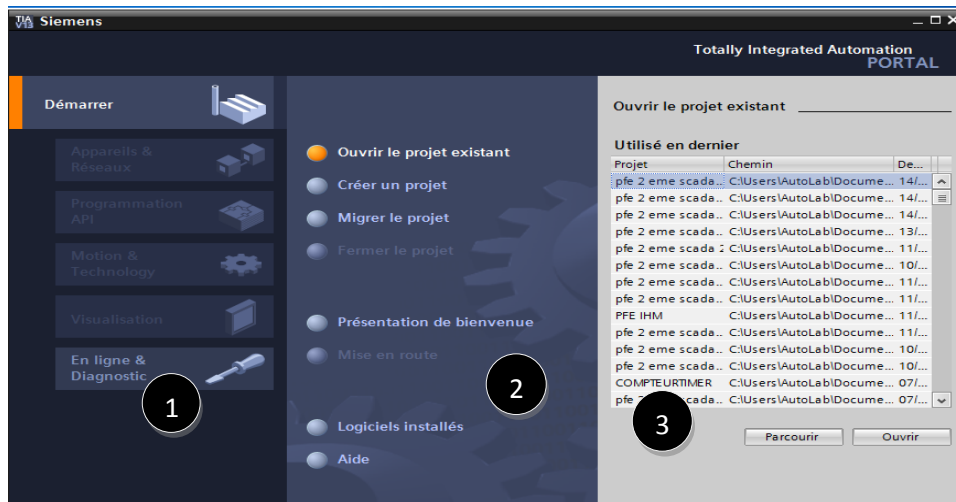 TIA
V13 Siemens
Totally Integrated Automation
PORTAL
Démarrer
Appareils &
Réseaux
Programmation
API
Motion &
Technology
Visualisation
En ligne &
Diagnostic
1
Ouvrir le projet existant
Créer un projet
Migrer le projet
Fermer le projet
Présentation de bienvenue
Mise en route
2
Logiciels installés
Aide
Ouvrir le projet existant
Utilisé en dernier
Projet Chemin De...
pfe 2 eme scada... C:\Users\AutoLab\Docume... 14/...
pfe 2 eme scada... C:\Users\AutoLab\Docume... 14/...
pfe 2 eme scada... C:\Users\AutoLab\Docume... 14/...
pfe 2 eme scada... C:\Users\AutoLab\Docume... 13/...
pfe 2 eme scada 2 C:\Users\AutoLab\Docume... 11/...
pfe 2 eme scada... C:\Users\AutoLab\Docume... 10/...
pfe 2 eme scada... C:\Users\AutoLab\Docume... 11/...
pfe 2 eme scada... C:\Users\AutoLab\Docume... 11/...
PFE IHM C:\Users\AutoLab\Docume... 11/...
pfe 2 eme scada... C:\Users\AutoLab\Docume... 11/...
pfe 2 eme scada... C:\Users\AutoLab\Docume... 10/...
pfe 2 eme scada... C:\Users\AutoLab\Docume... 10/...
COMPTEURTIMER C:\Users\AutoLab\Docume... 07/...
pfe scada... C:\Users\AutoLab\Docume... 07/...
3
Parcourir Ouvrir